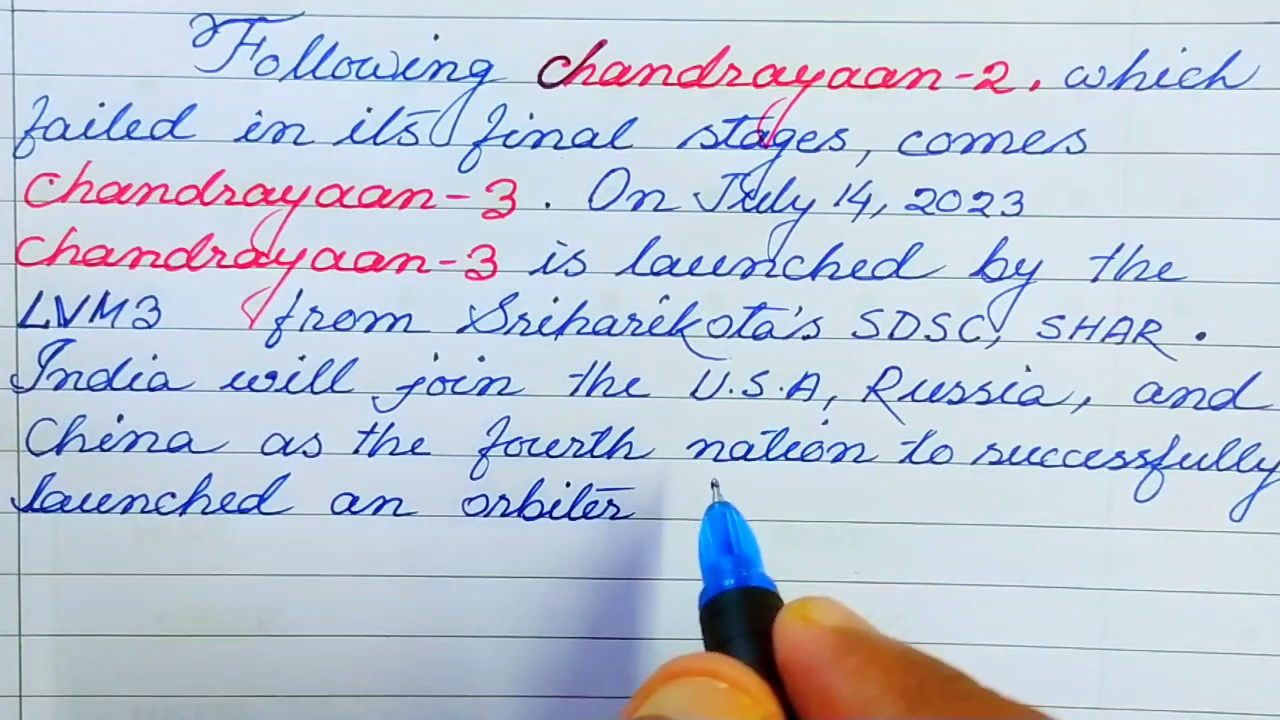 Following Chandrayaan-2, which
failed in its final stages, comes
Chandrayaan-3. On July 14, 2023
Chandrayaan-3 is launched by the
LVM3 from Sriharikota's SDSC, SHAR.
India will join the U.S.A, Russia, and
China as the fourth nation to successfully
launched an orbiter